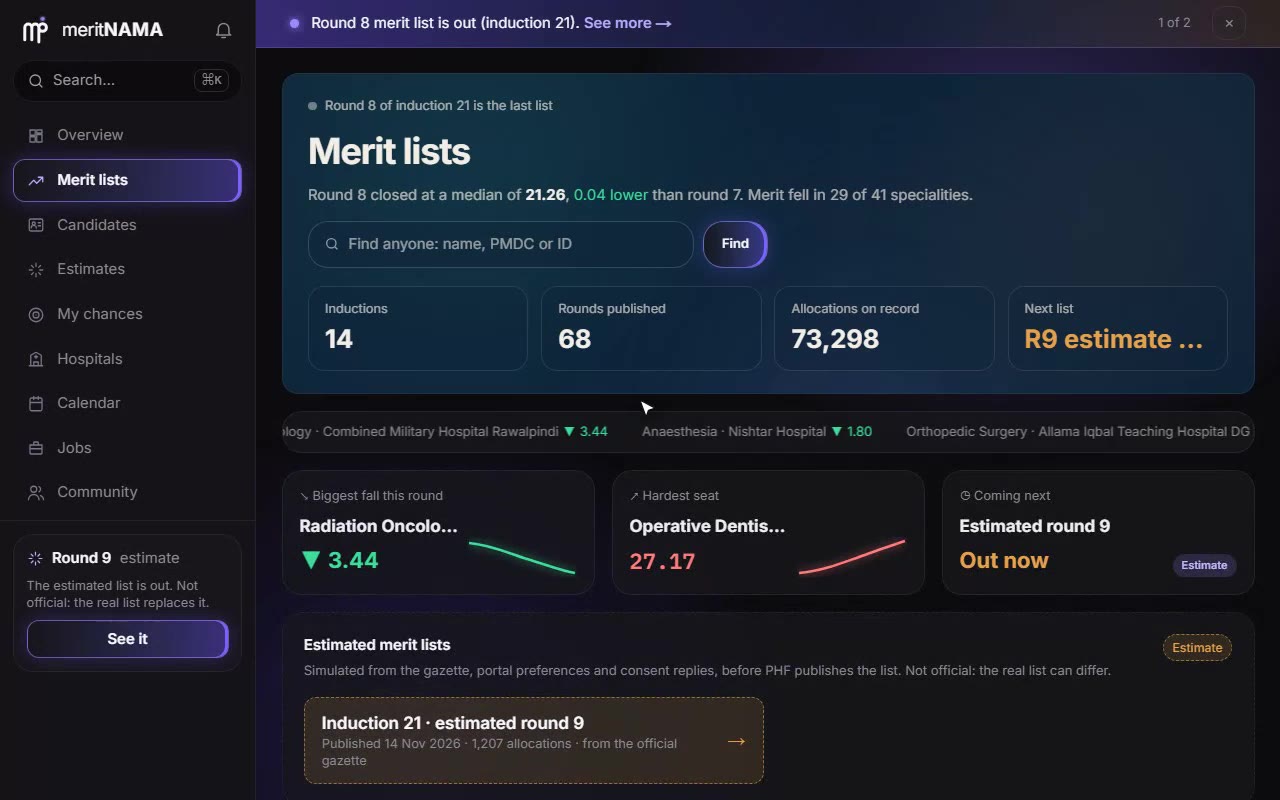 meritNAMA
Search...
⌘K
Overview
Merit lists
Candidates
Estimates
My chances
Hospitals
Calendar
Jobs
Community
Round 9 estimate
The estimated list is out. Not
official: the real list replaces it.
See it
Round 8 merit list is out (induction 21). See more →
1 of 2
×
Round 8 of induction 21 is the last list
Merit lists
Round 8 closed at a median of 21.26, 0.04 lower than round 7. Merit fell in 29 of 41 specialities.
Find anyone: name, PMDC or ID
Find
Inductions
14
Rounds published
68
Allocations on record
73,298
Next list
R9 estimate ...
ology · Combined Military Hospital Rawalpindi ▼ 3.44 Anaesthesia · Nishtar Hospital ▼ 1.80 Orthopedic Surgery · Allama Iqbal Teaching Hospital DG
↘ Biggest fall this round
Radiation Oncolo...
▼ 3.44
↗ Hardest seat
Operative Dentis...
27.17
◷ Coming next
Estimated round 9
Out now
Estimate
Estimated merit lists
Estimate
Simulated from the gazette, portal preferences and consent replies, before PHF publishes the list. Not official: the real list can differ.
Induction 21 · estimated round 9
Published 14 Nov 2026 · 1,207 allocations · from the official
gazette
→